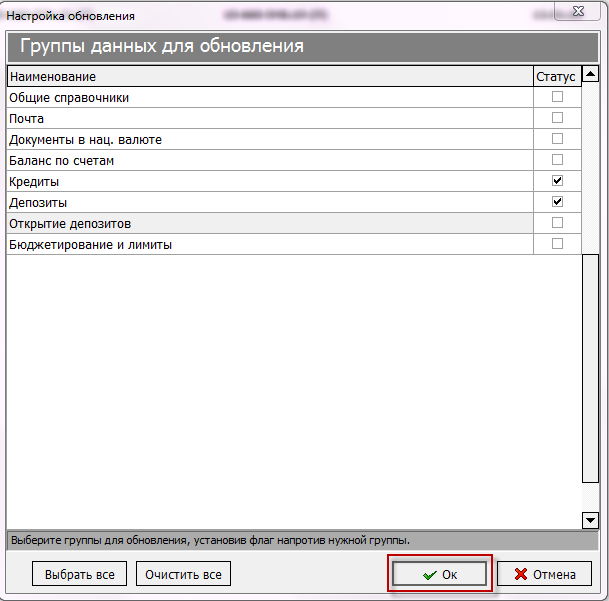 Настройка обновления
Группы данных для обновления
Наименование Статус
Общие справочники
Почта
Документы в нац. валюте
Баланс по счетам
Кредиты
Депозиты
Открытие депозитов
Бюджетирование и лимиты
Выберите группы для обновления, установив флаг напротив нужной группы.
Выбрать все Очистить все Ок Отмена